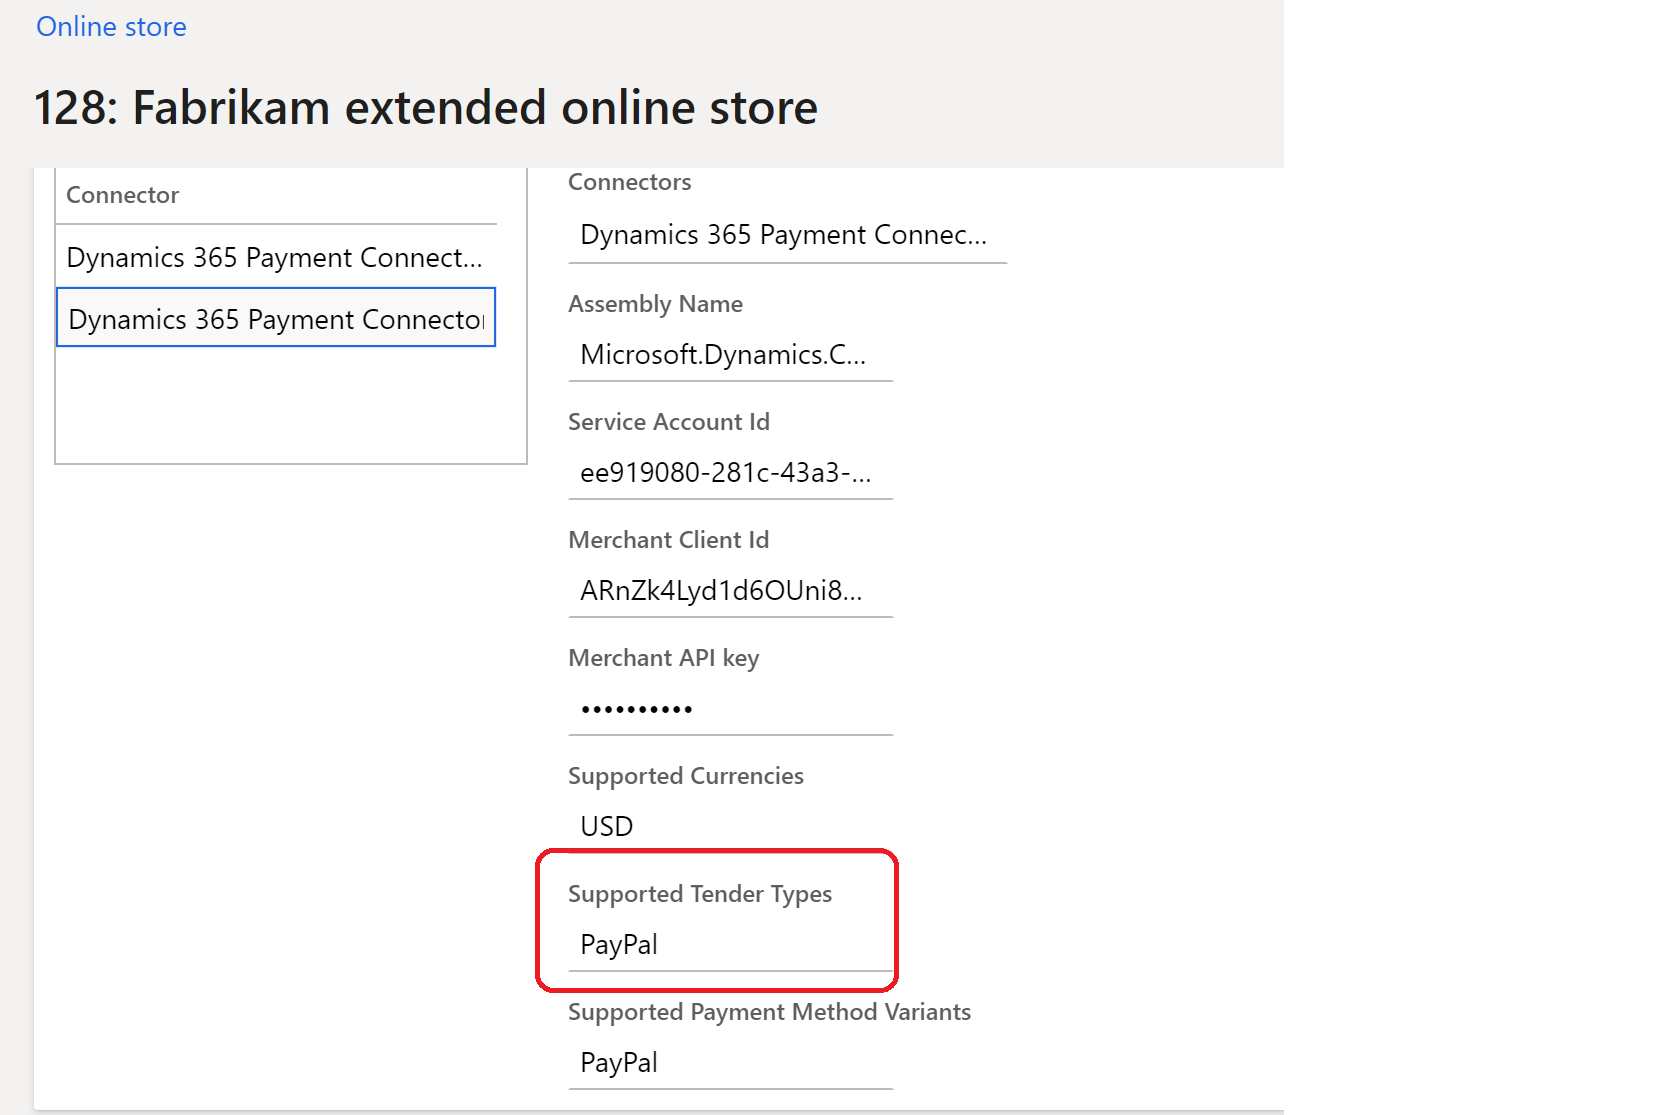 Online store
128: Fabrikam extended online store
Connector
Dynamics 365 Payment Connect...
Dynamics 365 Payment Connector
Connectors
Dynamics 365 Payment Connec...
Assembly Name
Microsoft.Dynamics.C...
Service Account Id
ee919080-281c-43a3-...
Merchant Client Id
ARnZk4Lyd1d6OUni8...
Merchant API key
••••••••••
Supported Currencies
USD
Supported Tender Types
PayPal
Supported Payment Method Variants
PayPal